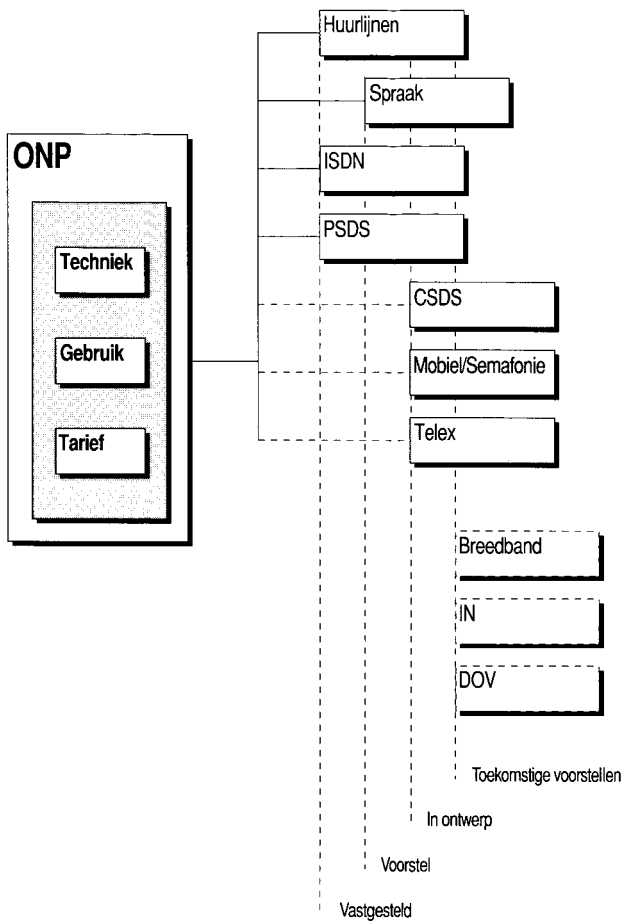 ONP
Techniek
Gebruik
Tarief
Huurlijnen
Spraak
ISDN
PSDS
CSDS
Mobiel/Semafonie
Telex
Breedband
IN
DOV
Toekomstige voorstellen
In ontwerp
Voorstel
Vastgesteld